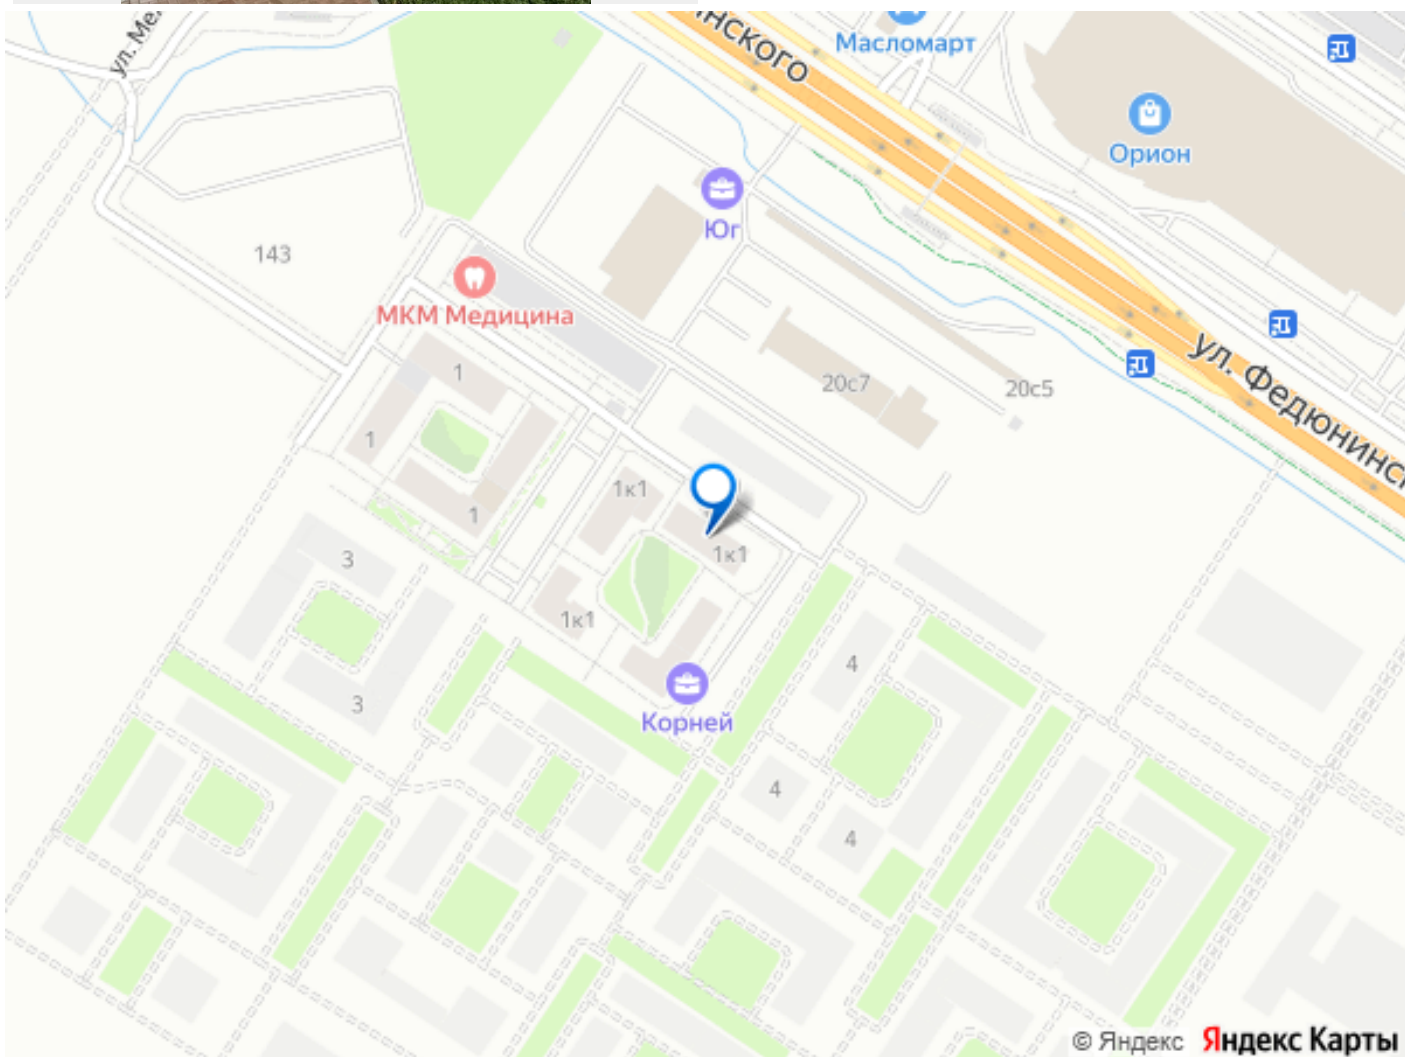 ул. Ме
нского
Масломарт
Орион
Юг
143
МКМ Медицина
ул. Федюнинс
1
20с7
20с5
1
1к1
1
1к1
3
1к1
4
3
Корней
4
4
© Яндекс Яндекс Карты